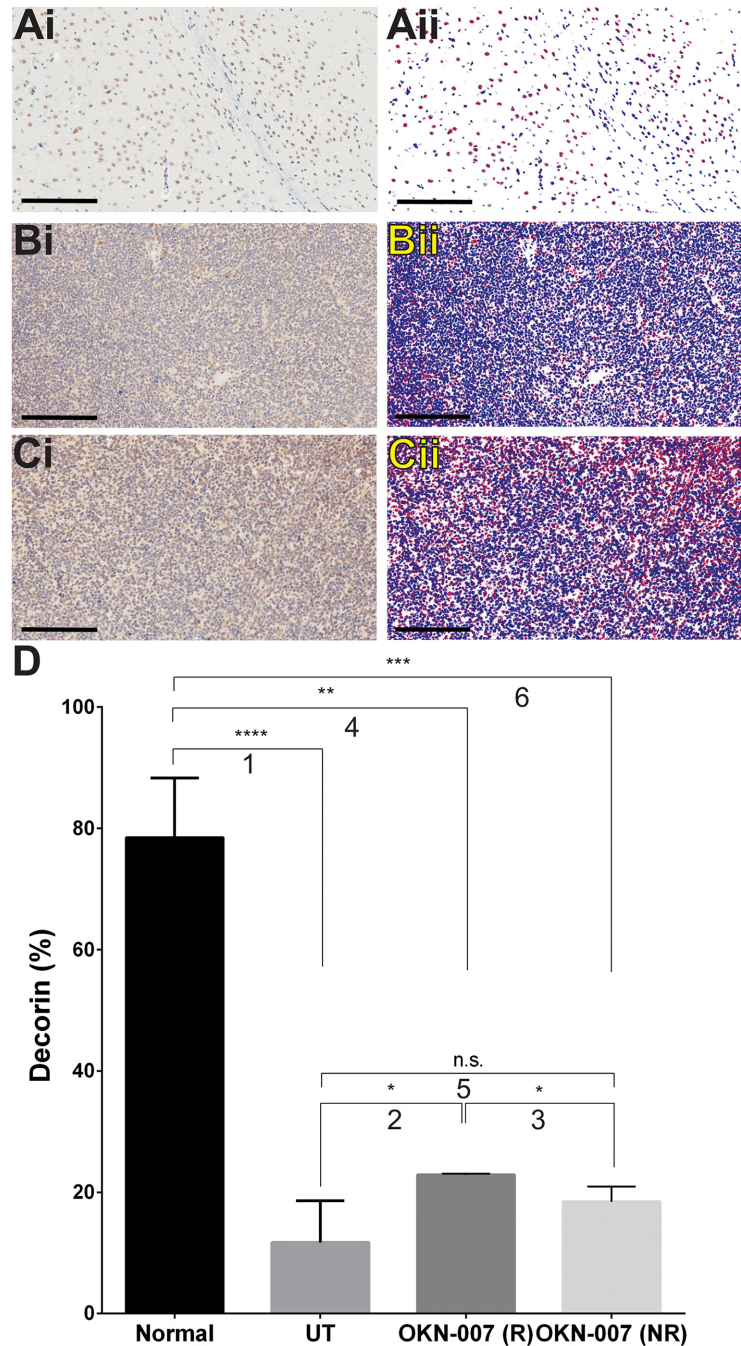 Ai Aii
Bi Bii
Ci Cii
D
***
6
100
**
4
****
1
80
60
Decorin (%)
40
n.s.
* 5 *
2 3
20
0
Normal UT OKN-007 (R) OKN-007 (NR)